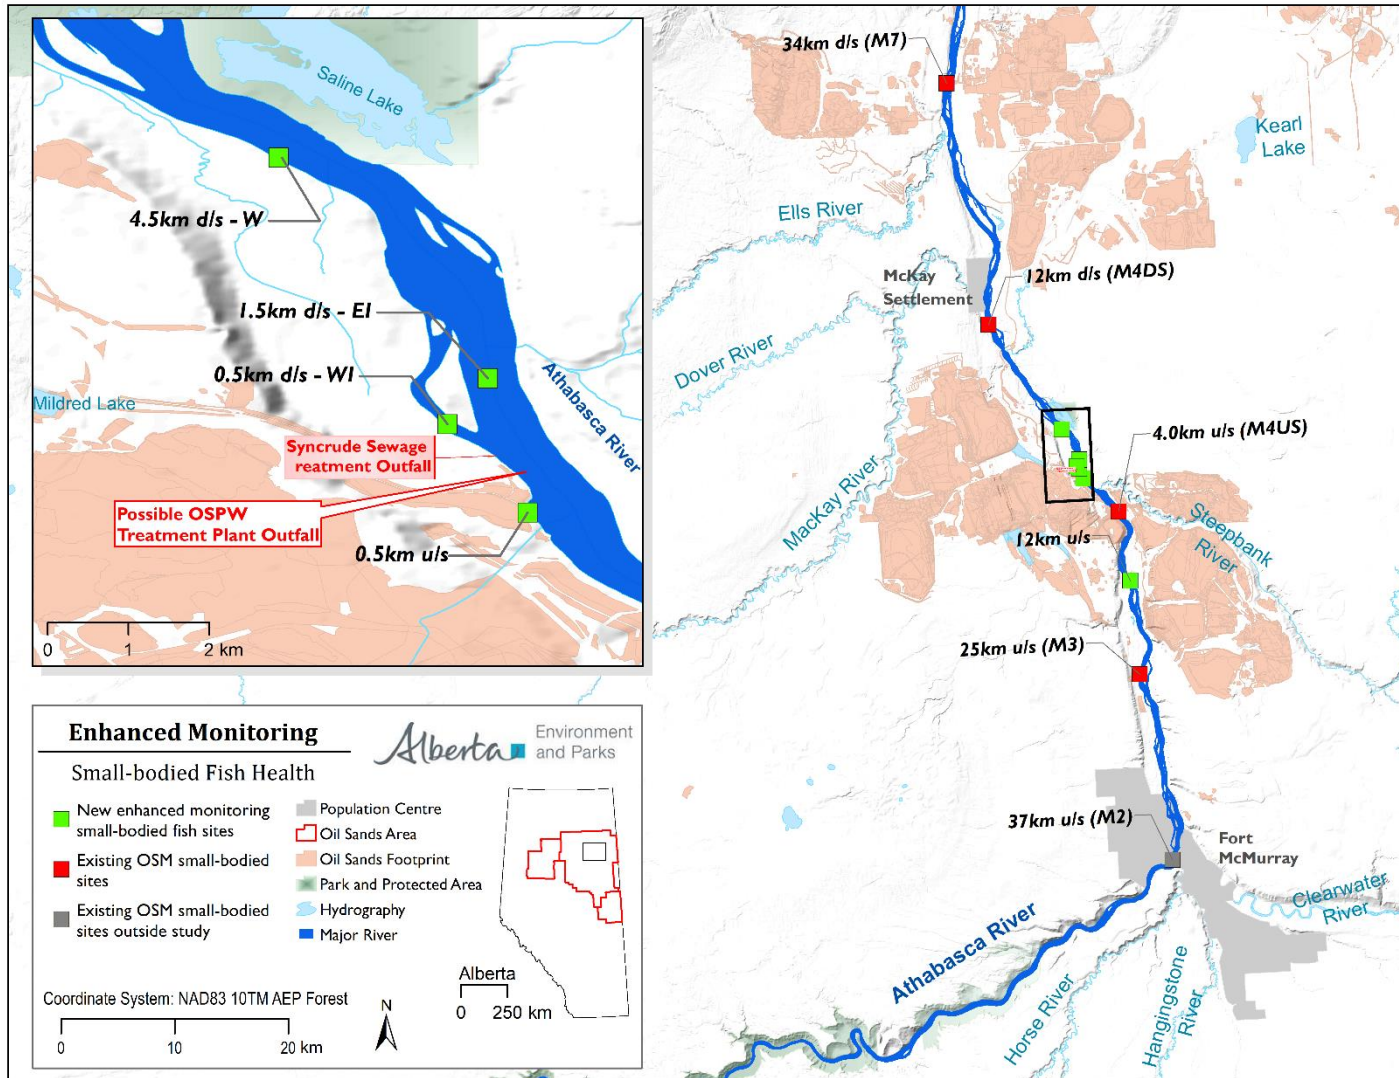 Saline Lake
4.5km d/s - W
1.5km d/s - EI
0.5km d/s - WI
Mildred Lake
Athabasca River
Syncrude Sewage
reatment Outfall
Possible OSPW
Treatment Plant Outfall
0.5km u/s
0 1 2 km
34km d/s (M7)
Kearl
Lake
Ells River
McKay
Settlement
12km d/s (M4DS)
Dover River
MacKay River
4.0km u/s (M4US)
Steepbank
River
12km u/s
25km u/s (M3)
37km u/s (M2)
Fort
McMurray
Clearwater
River
Athabasca River
Horse River
Hangingstone
River
Enhanced Monitoring
Small-bodied Fish Health
Alberta
Environment
and Parks
New enhanced monitoring
small-bodied fish sites
Existing OSM small-bodied
sites
Existing OSM small-bodied
sites outside study
Population Centre
Oil Sands Area
Oil Sands Footprint
Park and Protected Area
Hydrography
Major River
Alberta
0 250 km
Coordinate System: NAD83 10TM AEP Forest
0 10 20 km
N